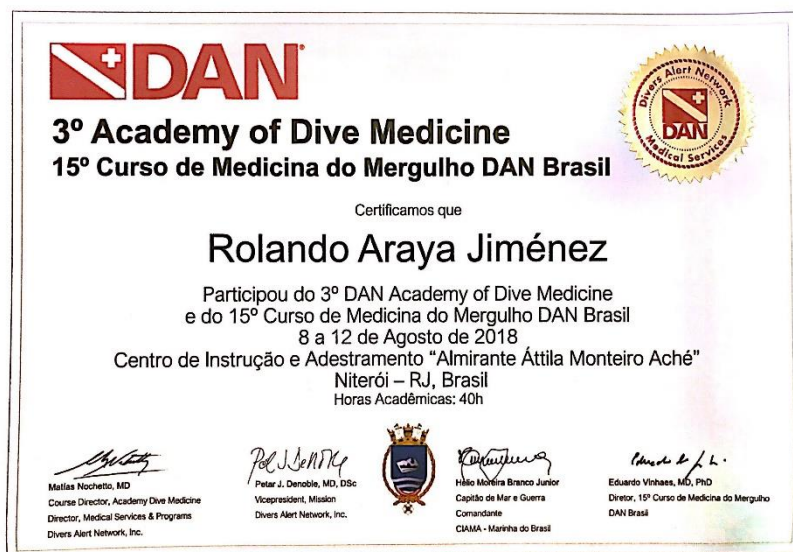 DAN
3º Academy of Dive Medicine
15º Curso de Medicina do Mergulho DAN Brasil
Divers Alert Network
DAN
Medical Services
Certificamos que
Rolando Araya Jiménez
Participou do 3º DAN Academy of Dive Medicine
e do 15º Curso de Medicina do Mergulho DAN Brasil
8 a 12 de Agosto de 2018
Centro de Instrução e Adestramento “Almirante Áttila Monteiro Aché”
Niterói – RJ, Brasil
Horas Acadêmicas: 40h
Matías Nochetto, MD
Course Director, Academy Dive Medicine
Director, Medical Services & Programs
Divers Alert Network, Inc.
Petar J. Denoble, MD, DSc
Vicepresident, Mission
Divers Alert Network, Inc.
Hélio Moreira Branco Junior
Capitão de Mar e Guerra
Comandante
CIAMA - Marinha do Brasil
Eduardo Vinhaes, MD, PhD
Diretor, 15º Curso de Medicina do Mergulho
DAN Brasil